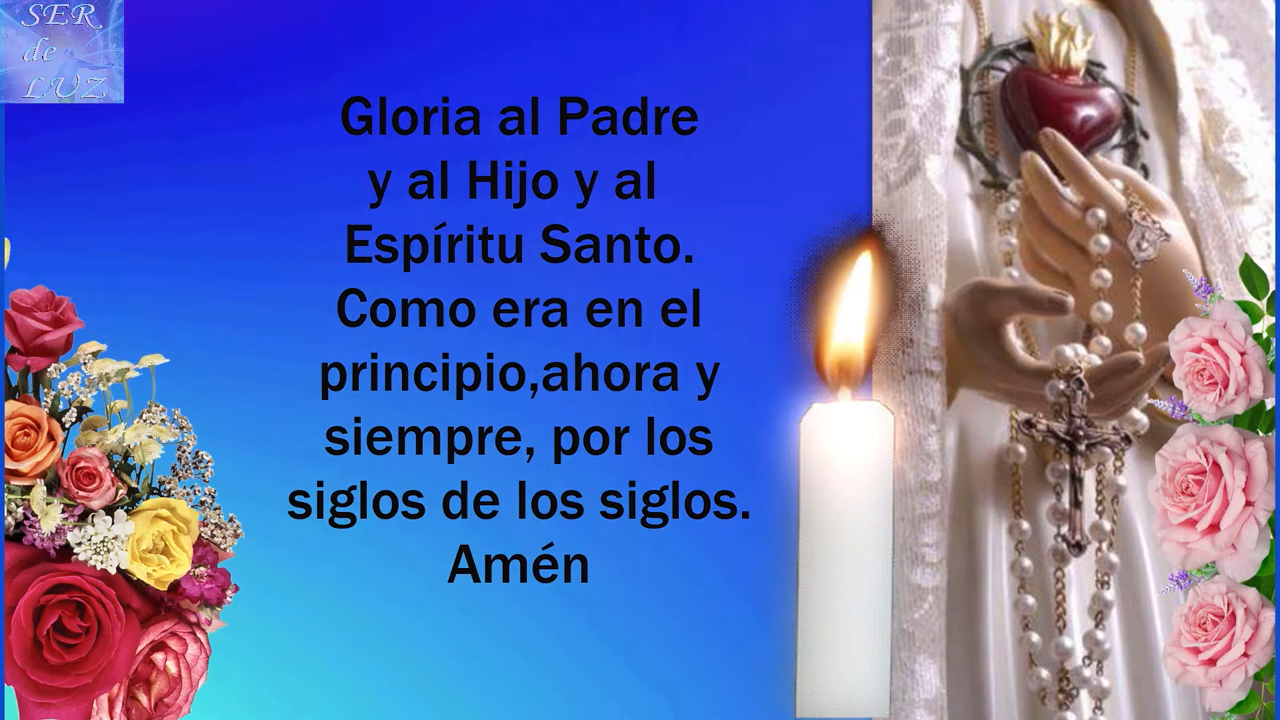 SER
de
LUZ
Gloria al Padre
y al Hijo y al
Espíritu Santo.
Como era en el
principio,ahora y
siempre, por los
siglos de los siglos.
Amén